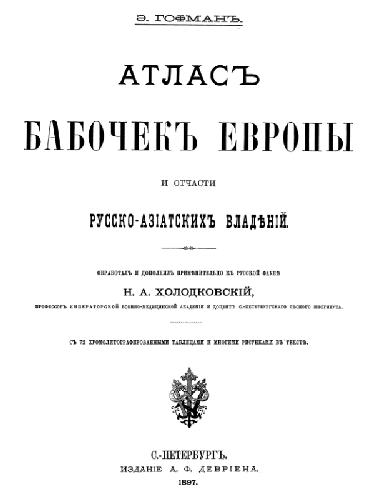 Э. ГОФМАНЪ.
АТЛАСЪ
БАБОЧЕКЪ ЕВРОПЫ
И ОТЧАСТИ
РУССКО-АЗІАТСКИХЪ ВЛАДѢНІЙ.
ОБРАБОТАЛЪ И ДОПОЛНИЛЪ ПРИМѢНИТЕЛЬНО КЪ РУССКОЙ ФАУНѢ
Н. А. ХОЛОДКОВСКІЙ,
ПРОФЕССОРЪ ИМПЕРАТОРСКОЙ ВОЕННО-МЕДИЦИНСКОЙ АКАДЕМІИ И ДОЦЕНТЪ С.-ПЕТЕРБУРГСКАГО ЛѢСНОГО ИНСТИТУТА.
СЪ 72 ХРОМОЛИТОГРАФИРОВАННЫМИ ТАБЛИЦАМИ И МНОГИМИ РИСУНКАМИ ВЪ ТЕКСТѢ.
С.-ПЕТЕРБУРГЪ.
ИЗДАНІЕ А. Ф. ДЕВРІЕНА.
1897.